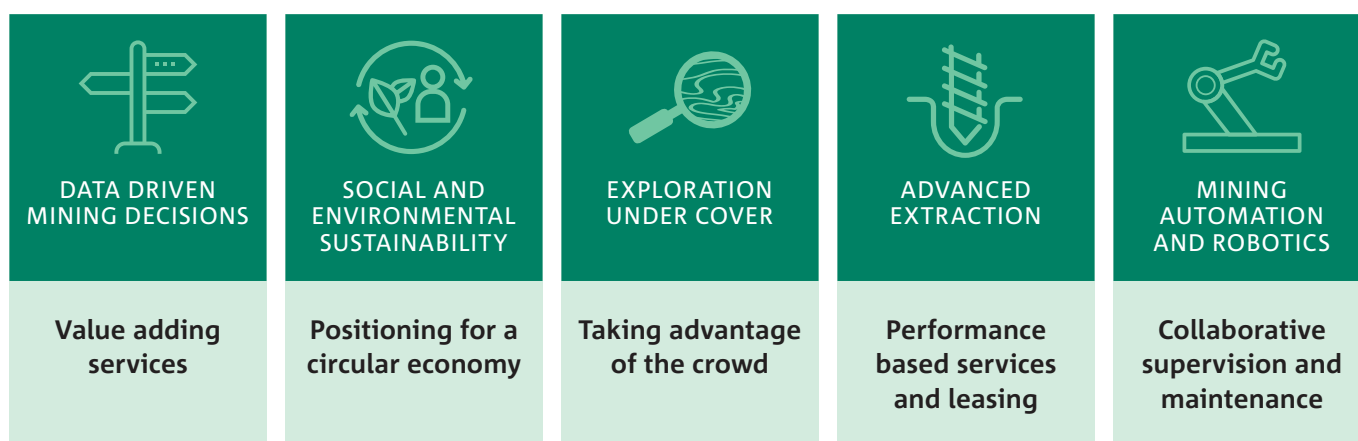 DATA DRIVEN
MINING DECISIONS
Value adding
services
SOCIAL AND
ENVIRONMENTAL
SUSTAINABILITY
Positioning for a
circular economy
EXPLORATION
UNDER COVER
Taking advantage
of the crowd
ADVANCED
EXTRACTION
Performance
based services
and leasing
MINING
AUTOMATION
AND ROBOTICS
Collaborative
supervision and
maintenance